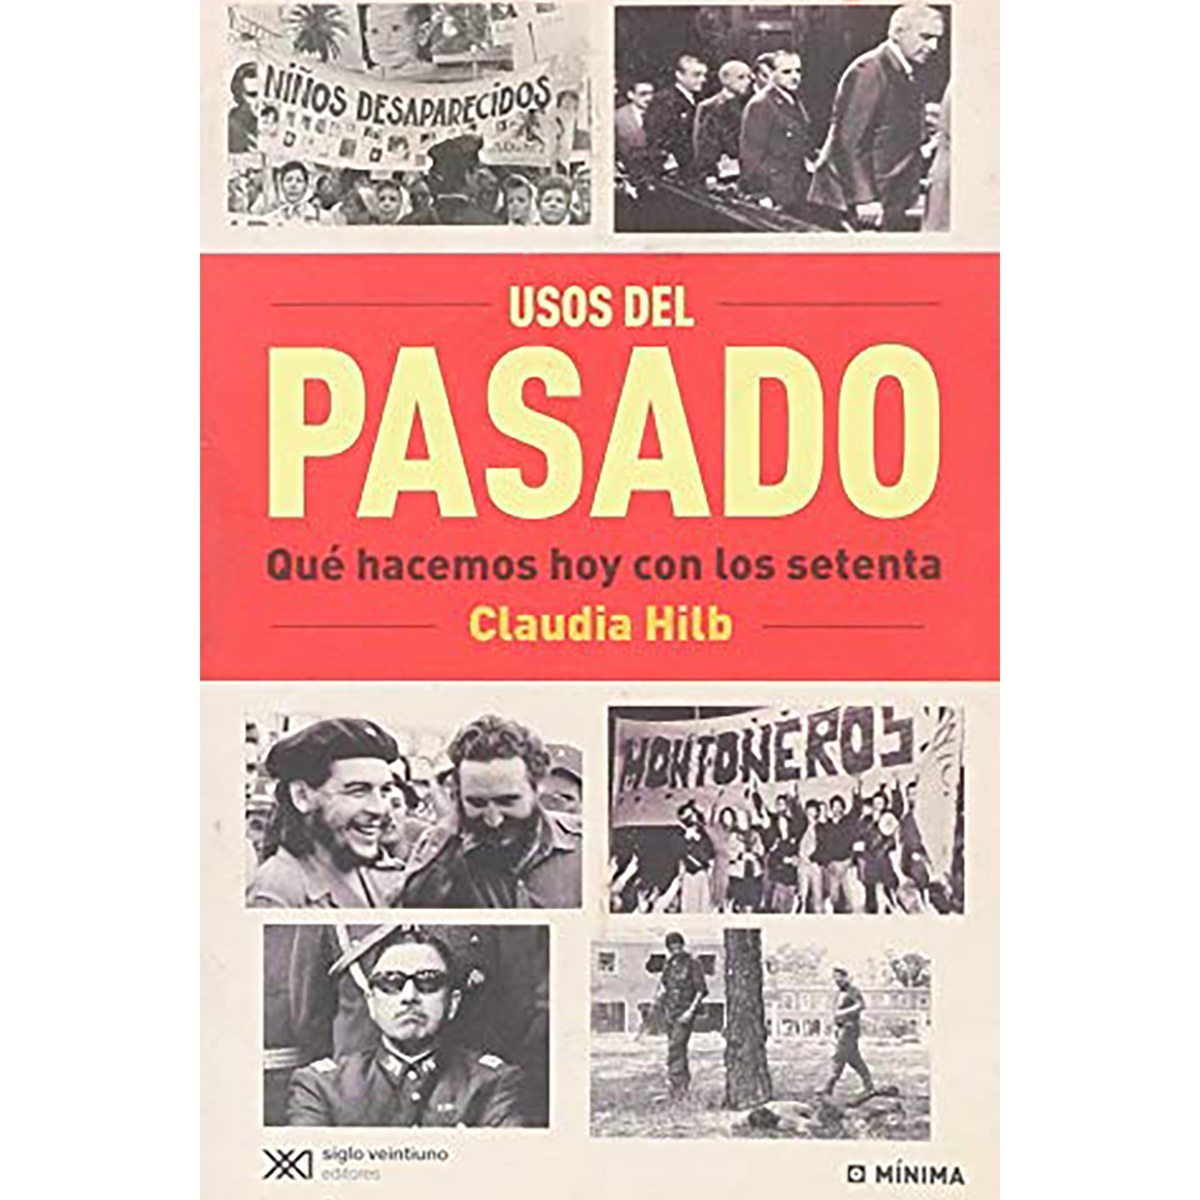 NIÑOS DESAPARECIDOS
USOS DEL
PASADO
Qué hacemos hoy con los setenta
Claudia Hilb
MONTONEROS
siglo veintiuno
editores
MÍNIMA